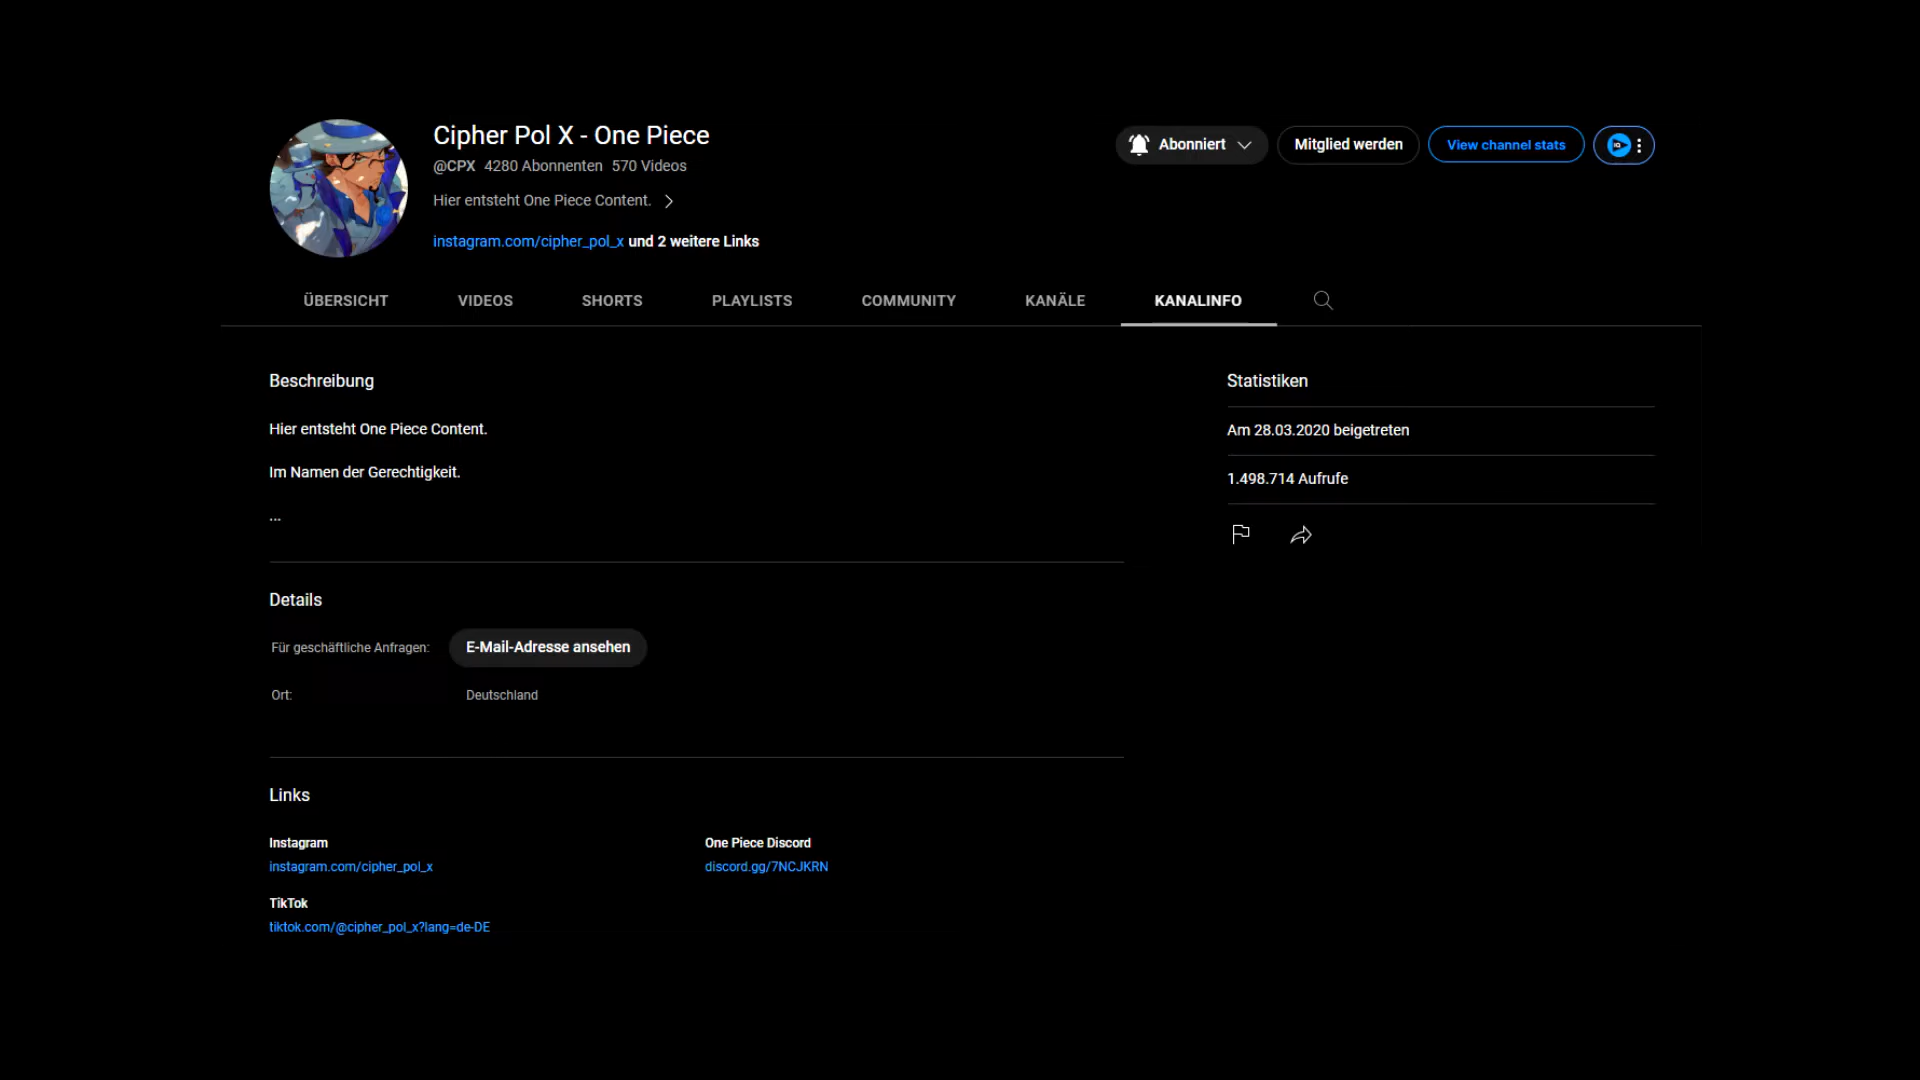 Cipher Pol X - One Piece
@CPX 4280 Abonnenten 570 Videos
Hier entsteht One Piece Content.
instagram.com/cipher_pol_x und 2 weitere Links
Abonniert
Mitglied werden
View channel stats
ÜBERSICHT
VIDEOS
SHORTS
PLAYLISTS
COMMUNITY
KANÄLE
KANALINFO
Beschreibung
Hier entsteht One Piece Content.
Im Namen der Gerechtigkeit.
...
Details
Für geschäftliche Anfragen:
E-Mail-Adresse ansehen
Ort:
Deutschland
Links
Instagram
instagram.com/cipher_pol_x
One Piece Discord
discord.gg/7NCJKRN
TikTok
tiktok.com/@cipher_pol_x?lang=de-DE
Statistiken
Am 28.03.2020 beigetreten
1.498.714 Aufrufe